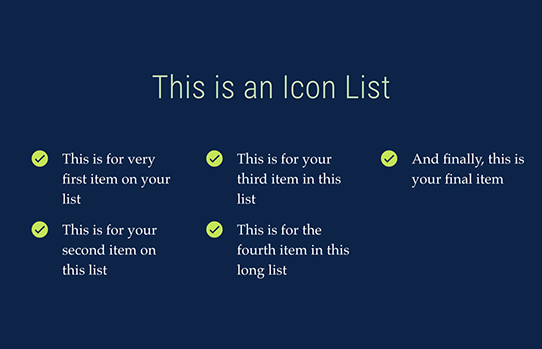 This is an Icon List
This is for very
first item on your
list
This is for your
second item on
this list
This is for your
third item in this
list
This is for the
fourth item in this
long list
And finally, this is
your final item